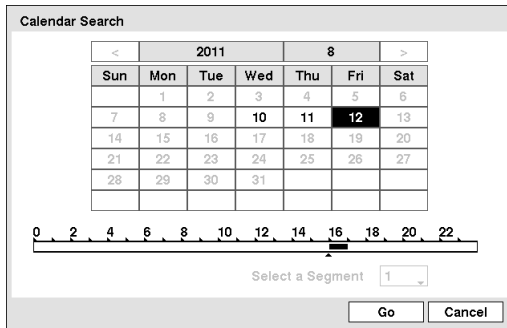 Calendar Search
< 2011 8 >
Sun Mon Tue Wed Thu Fri Sat
1 2 3 4 5 6
7 8 9 10 11 12 13
14 15 16 17 18 19 20
21 22 23 24 25 26 27
28 29 30 31
0 2 4 6 8 10 12 14 16 18 20 22
Select a Segment 1
Go Cancel